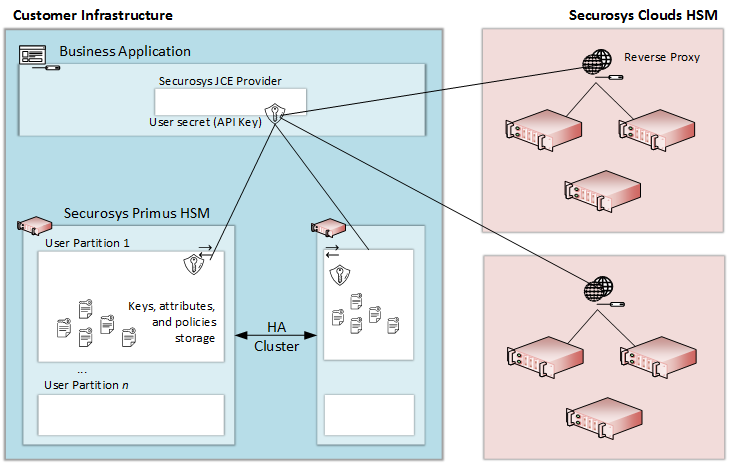 Customer Infrastructure
Securosys Clouds HSM
Business Application
Reverse Proxy
Securosys JCE Provider
User secret (API Key)
Securosys Primus HSM
User Partition 1
Keys, attributes,
and policies
storage
HA
Cluster
...
User Partition n